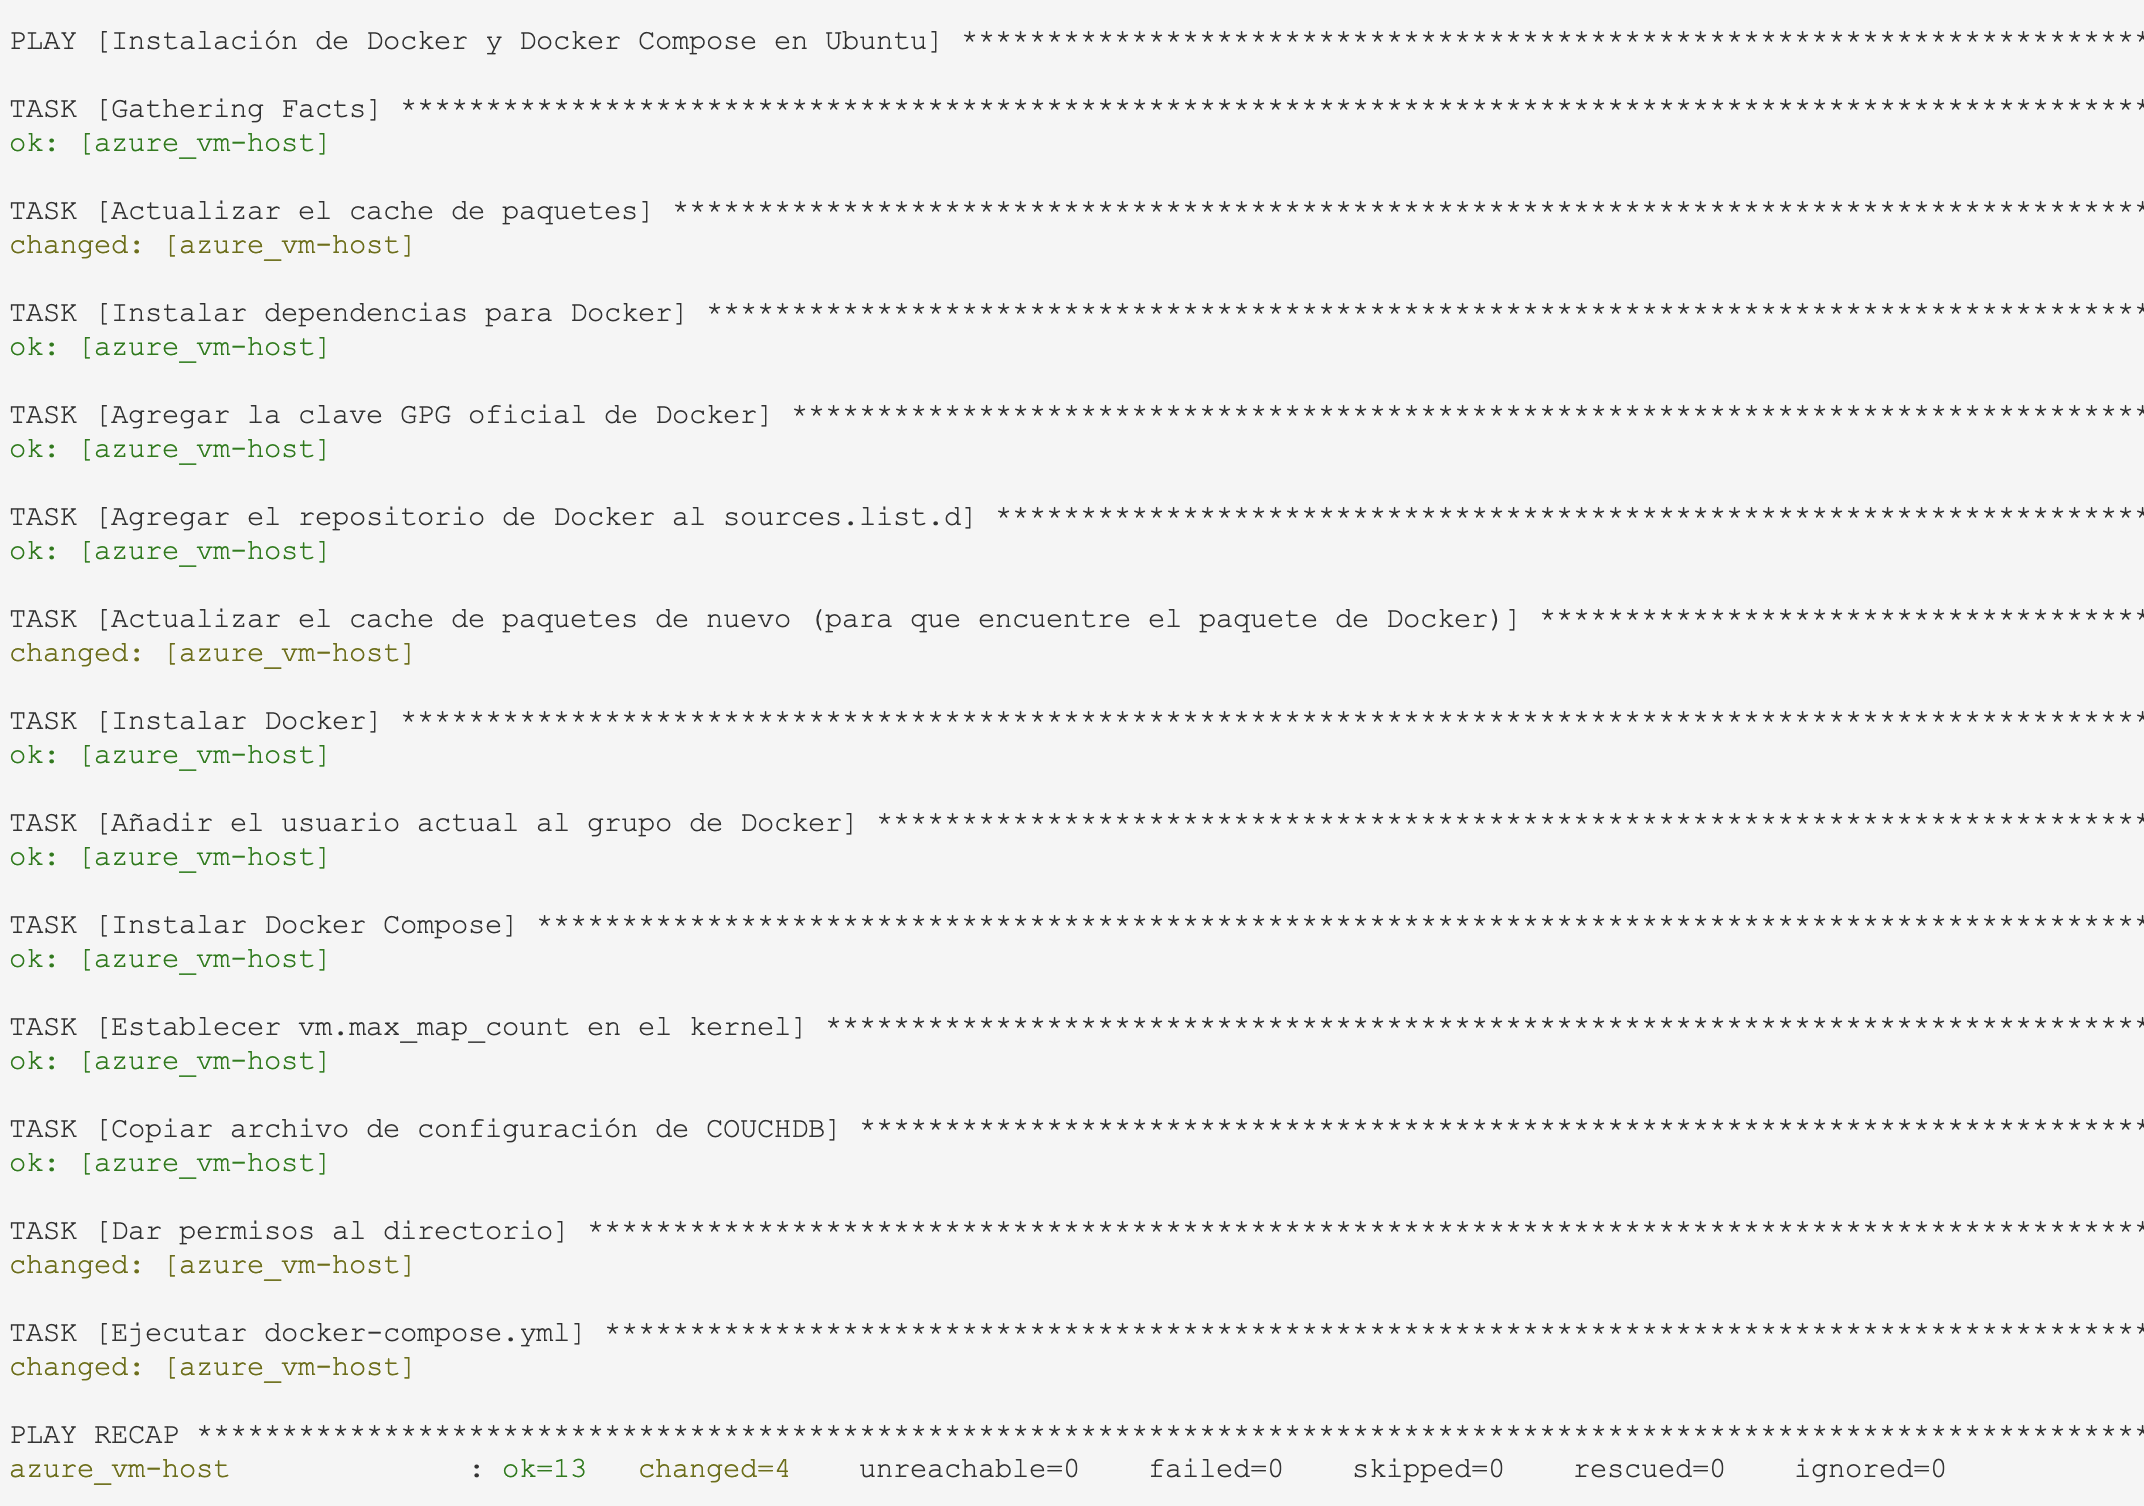 PLAY [Instalación de Docker y Docker Compose en Ubuntu] **********************************************************************
TASK [Gathering Facts] *******************************************************************************************************
ok: [azure_vm-host]
TASK [Actualizar el cache de paquetes] ***************************************************************************************
changed: [azure_vm-host]
TASK [Instalar dependencias para Docker] *************************************************************************************
ok: [azure_vm-host]
TASK [Agregar la clave GPG oficial de Docker] ********************************************************************************
ok: [azure_vm-host]
TASK [Agregar el repositorio de Docker al sources.list.d] ********************************************************************
ok: [azure_vm-host]
TASK [Actualizar el cache de paquetes de nuevo (para que encuentre el paquete de Docker)] ************************************
changed: [azure_vm-host]
TASK [Instalar Docker] *******************************************************************************************************
ok: [azure_vm-host]
TASK [Añadir el usuario actual al grupo de Docker] ***************************************************************************
ok: [azure_vm-host]
TASK [Instalar Docker Compose] ***********************************************************************************************
ok: [azure_vm-host]
TASK [Establecer vm.max_map_count en el kernel] ******************************************************************************
ok: [azure_vm-host]
TASK [Copiar archivo de configuración de COUCHDB] ****************************************************************************
ok: [azure_vm-host]
TASK [Dar permisos al directorio] ********************************************************************************************
changed: [azure_vm-host]
TASK [Ejecutar docker-compose.yml] *******************************************************************************************
changed: [azure_vm-host]
PLAY RECAP *******************************************************************************************************************
azure_vm-host : ok=13 changed=4 unreachable=0 failed=0 skipped=0 rescued=0 ignored=0